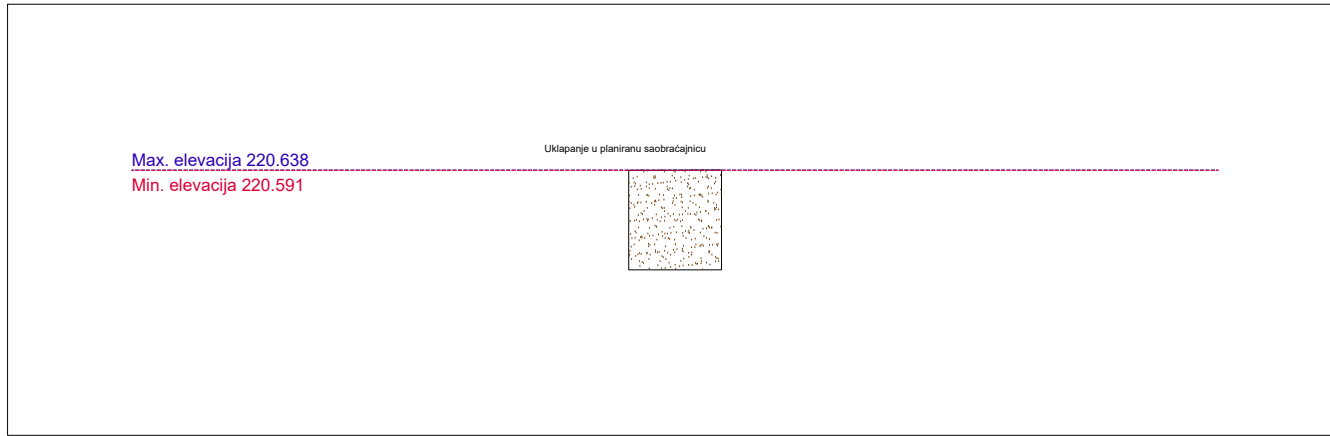 Uklapanje u planiranu saobraćajnicu
Max. elevacija 220.638
Min. elevacija 220.591